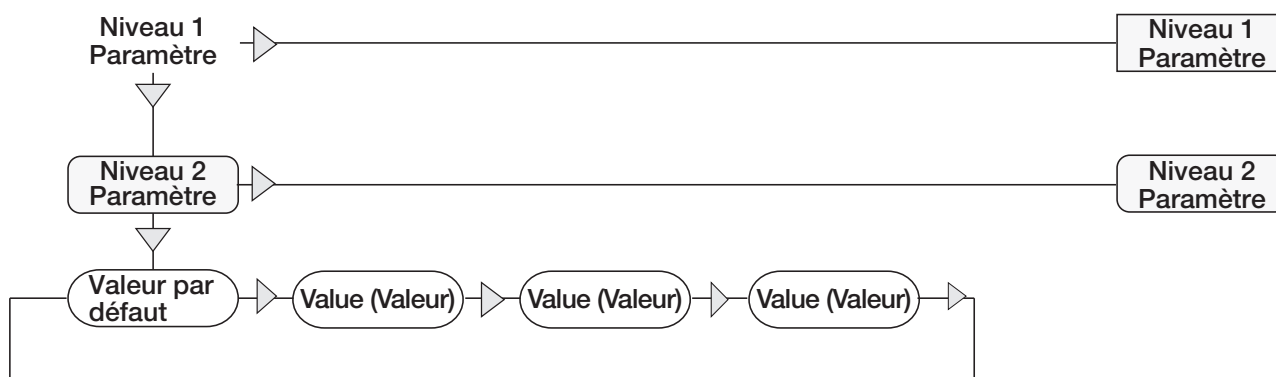 Niveau 1
Paramètre
Niveau 1
Paramètre
Niveau 2
Paramètre
Niveau 2
Paramètre
Valeur par
défaut
Value (Valeur)
Value (Valeur)
Value (Valeur)